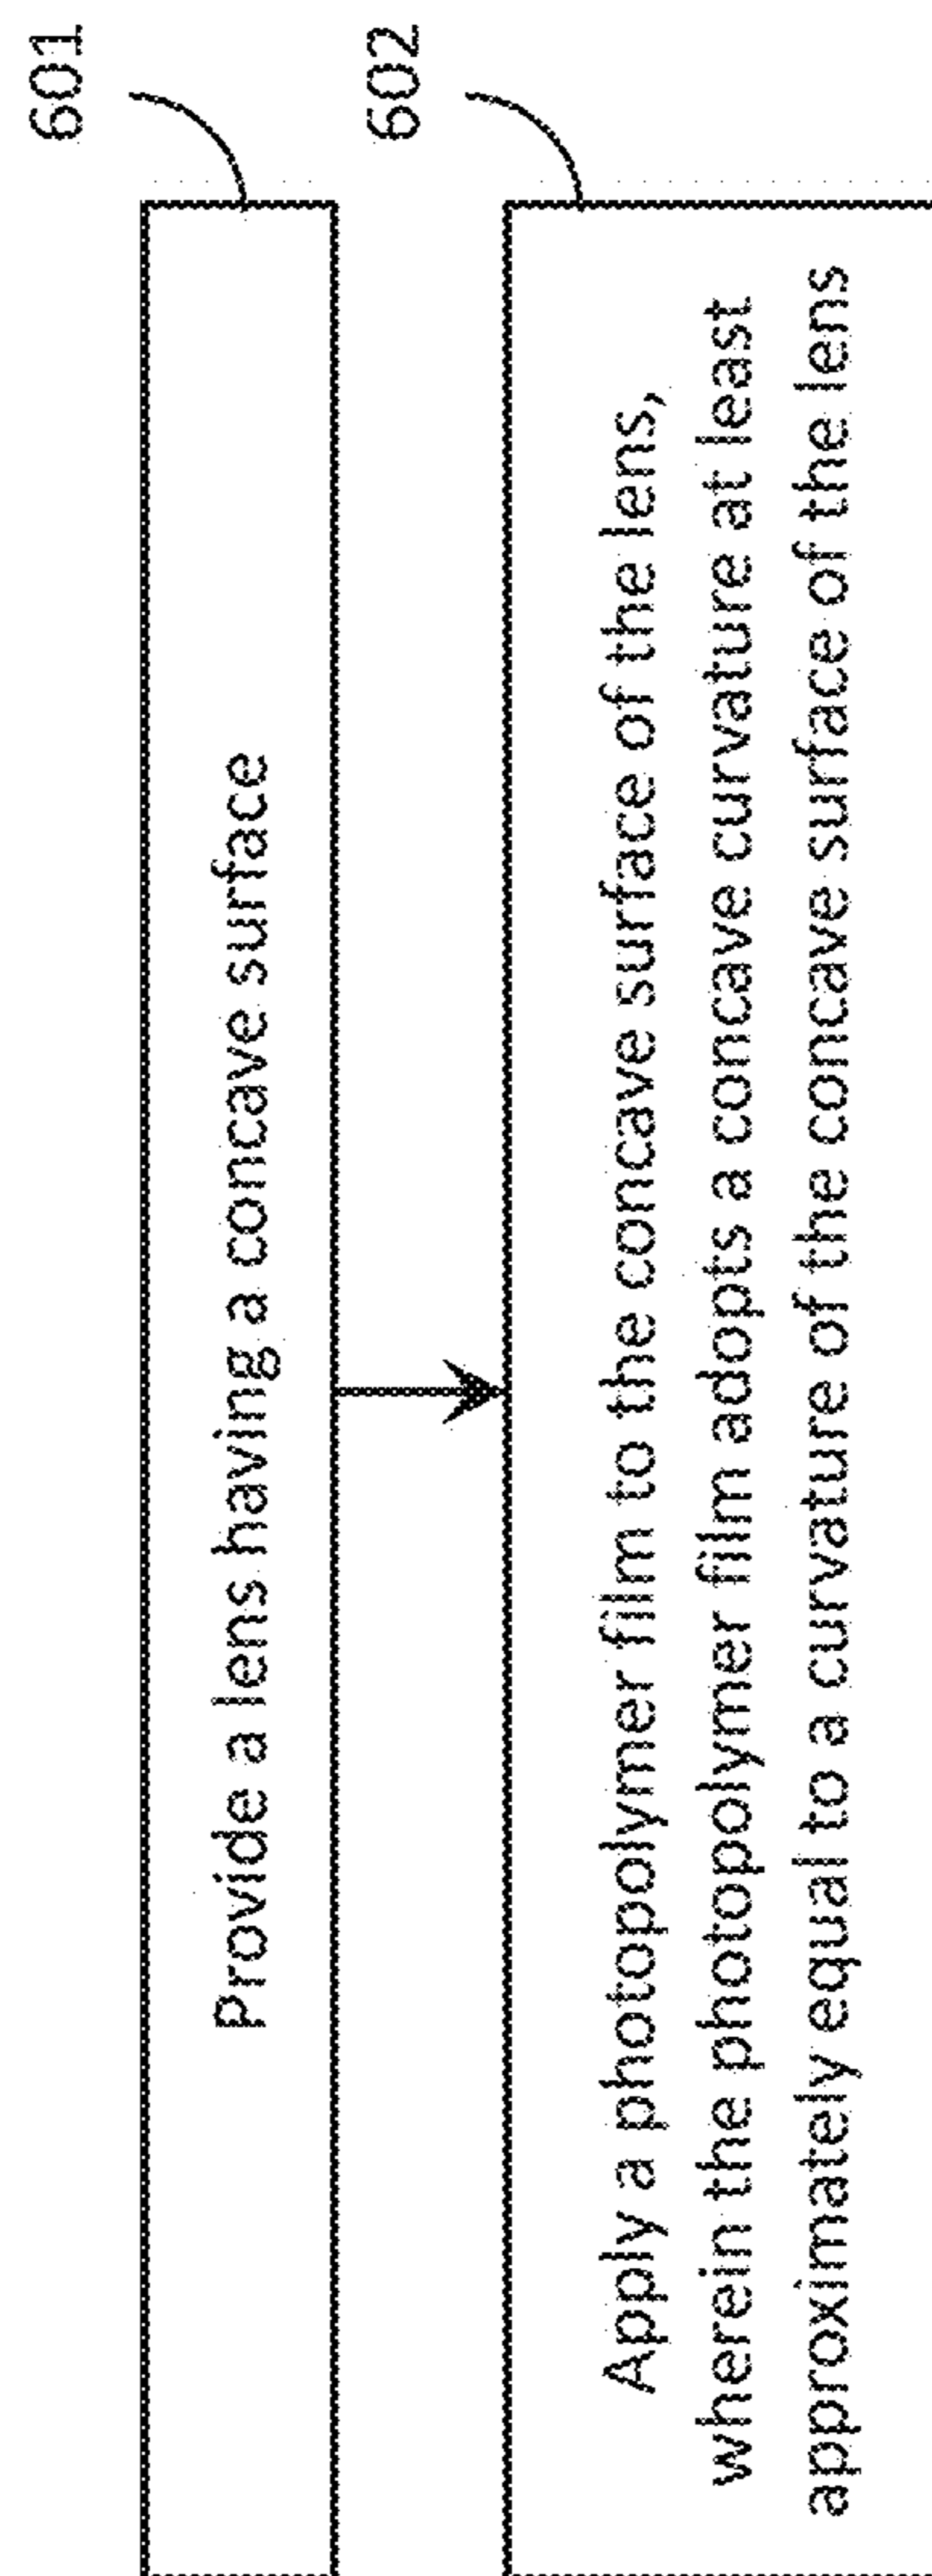 601
Provide a lens having a concave surface
602
Apply a photopolymer film to the concave surface of the lens,
wherein the photopolymer film adopts a concave curvature at least
approximately equal to a curvature of the concave surface of the lens